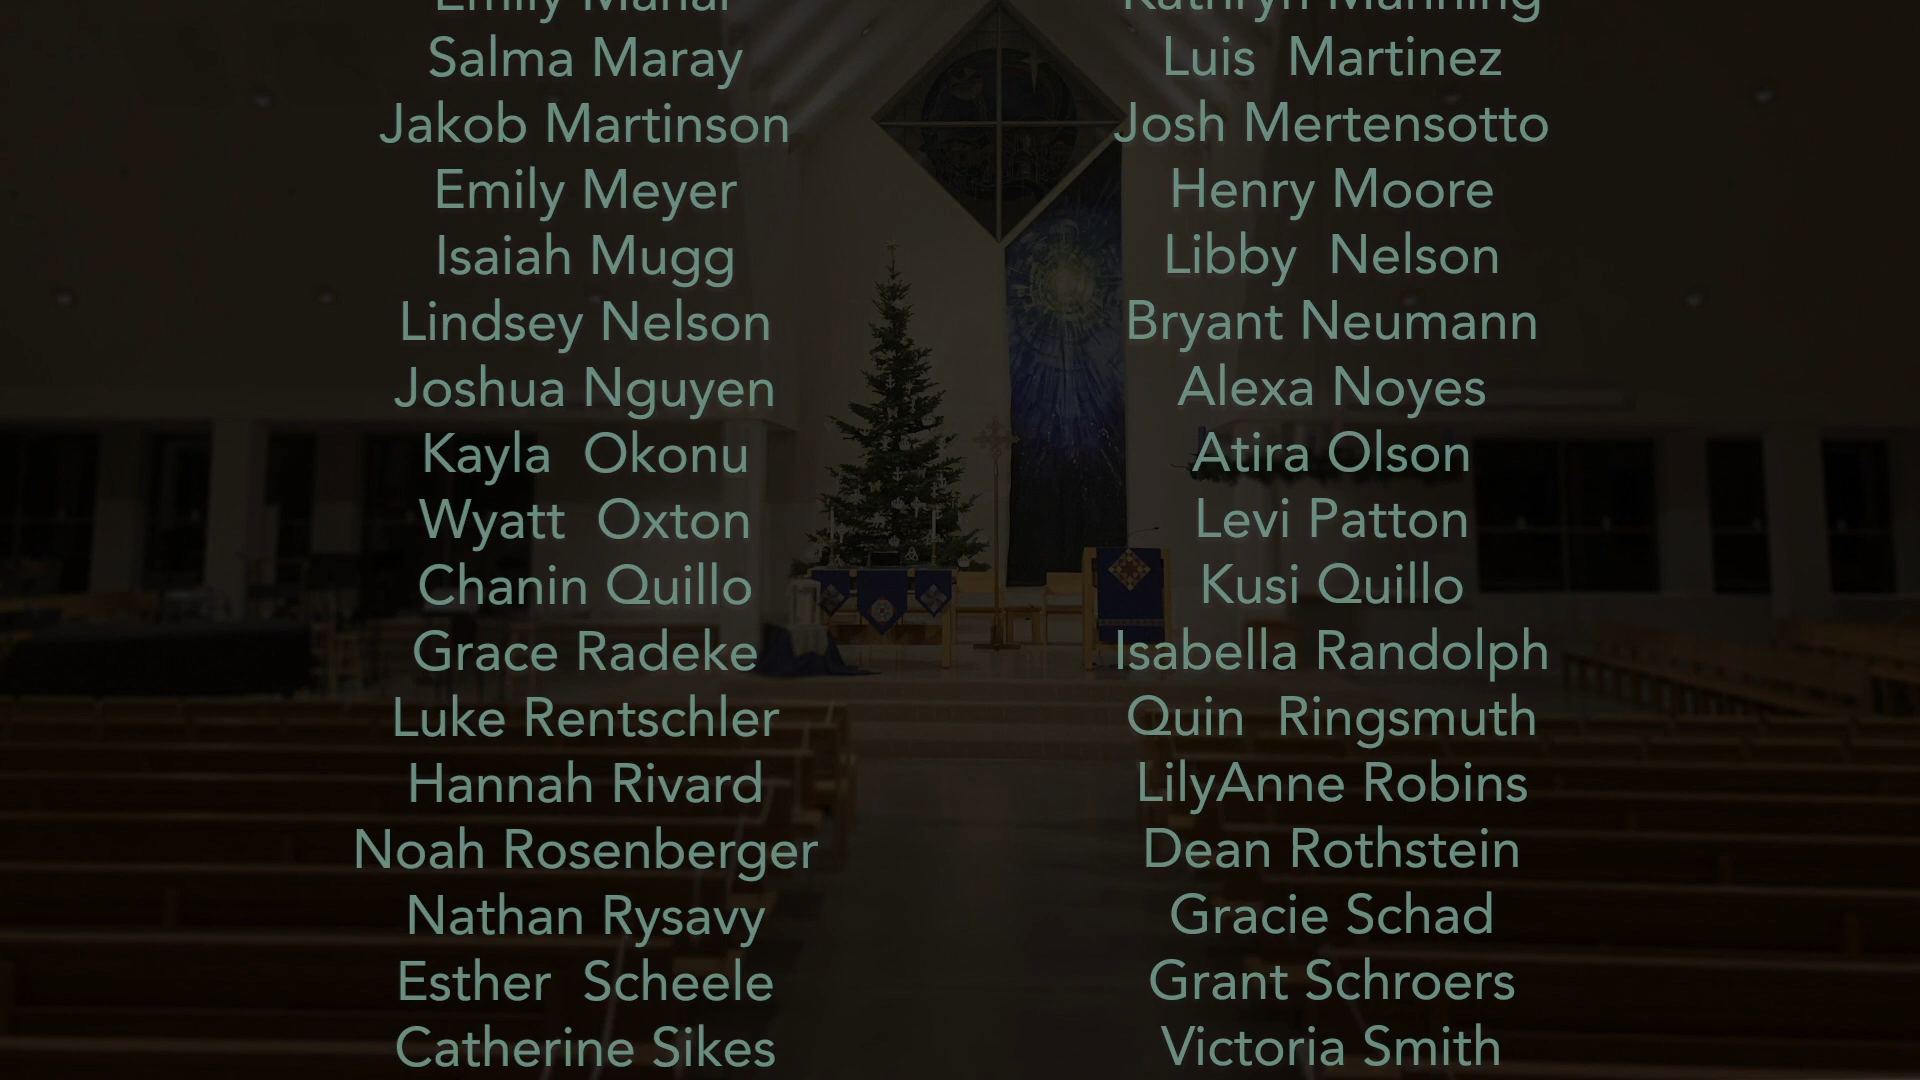 Emily
Kathryn Manning
Salma Maray
Luis Martinez
Jakob Martinson
Josh Mertensotto
Emily Meyer
Henry Moore
Isaiah Mugg
Libby Nelson
Lindsey Nelson
Bryant Neumann
Joshua Nguyen
Alexa Noyes
Kayla Okonu
Atira Olson
Wyatt Oxton
Levi Patton
Chanin Quillo
Kusi Quillo
Grace Radeke
Isabella Randolph
Luke Rentschler
Quin Ringsmuth
Hannah Rivard
LilyAnne Robins
Noah Rosenberger
Dean Rothstein
Nathan Rysavy
Gracie Schad
Esther Scheele
Grant Schroers
Catherine Sikes
Victoria Smith